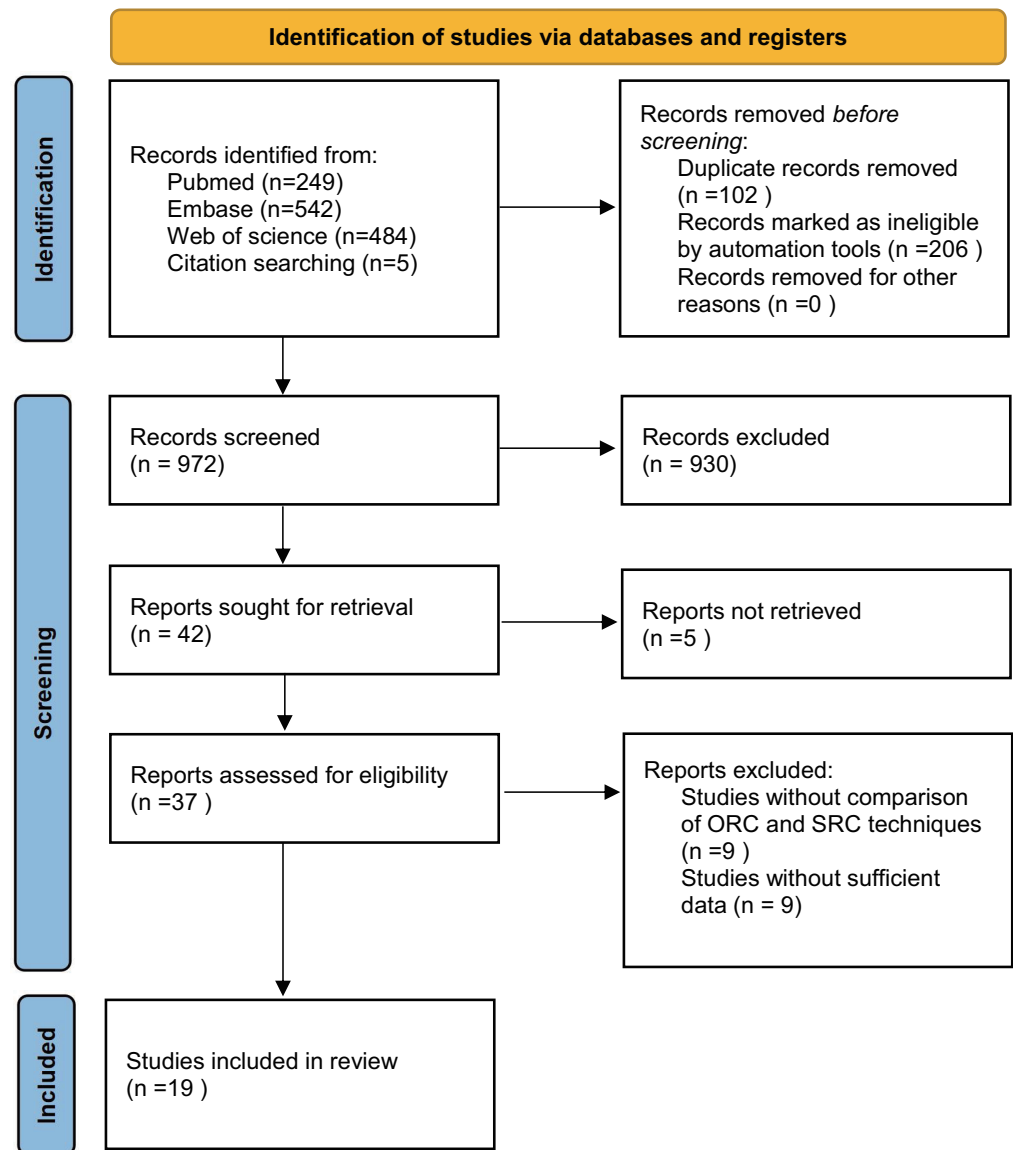 Identification of studies via databases and registers
Identification
Records identified from:
Pubmed (n=249)
Embase (n=542)
Web of science (n=484)
Citation searching (n=5)
Records removed before
screening:
Duplicate records removed
(n =102 )
Records marked as ineligible
by automation tools (n =206 )
Records removed for other
reasons (n =0 )
Screening
Records screened
(n = 972)
Records excluded
(n = 930)
Reports sought for retrieval
(n = 42)
Reports not retrieved
(n =5 )
Reports assessed for eligibility
(n =37 )
Reports excluded:
Studies without comparison
of ORC and SRC techniques
(n =9 )
Studies without sufficient
data (n = 9)
Included
Studies included in review
(n =19 )